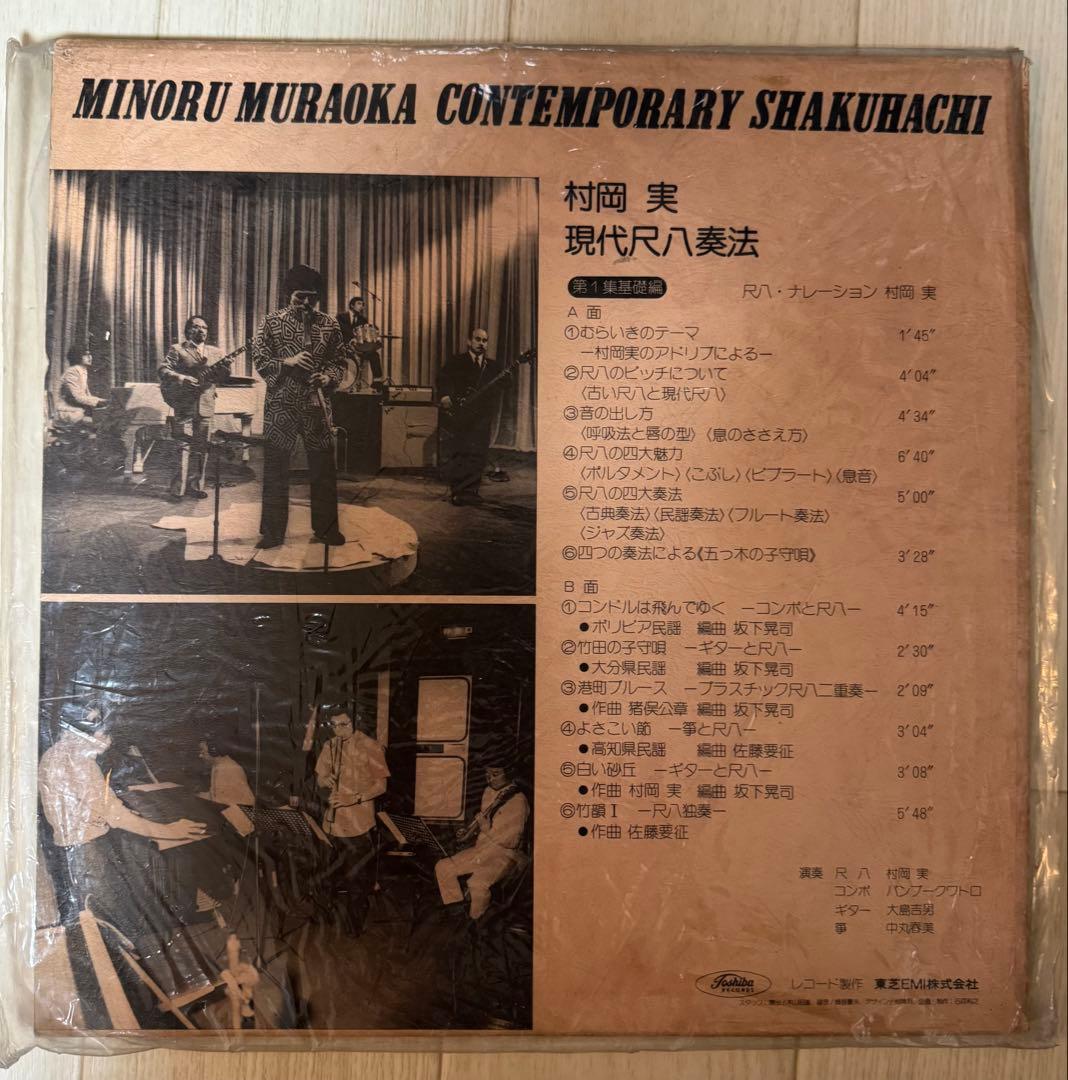 MINORU MURAOKA CONTEMPORARY SHAKUHACHI
村岡 実
現代尺八奏法
第1集基礎編 尺八・ナレーション 村岡 実
A 面
①むらいきのテーマ 1'45"
ー村岡実のアドリブによるー
②尺八のピッチについて 4'04"
〈古い尺八と現代尺八〉
③音の出し方 4'34"
〈呼吸法と唇の型〉〈息のささえ方〉
④尺八の四大魅力 6'40"
〈ポルタメント〉〈こぶし〉〈ビブラート〉〈息音〉
⑤尺八の四大奏法 5'00"
〈古典奏法〉〈民謡奏法〉〈フルート奏法〉
〈ジャズ奏法〉
⑥四つの奏法による《五っ木の子守唄》 3'28"
B 面
①コンドルは飛んでゆく ーコンボと尺八ー 4'15"
●ボリビア民謡 編曲 坂下晃司
②竹田の子守唄 ーギターと尺八ー 2'30"
●大分県民謡 編曲 坂下晃司
③港町ブルース ープラスチック尺八二重奏ー 2'09"
●作曲 猪俣公章 編曲 坂下晃司
④よさこい節 ー箏と尺八ー 3'04"
●高知県民謡 編曲 佐藤要征
⑤白い砂丘 ーギターと尺八ー 3'08"
●作曲 村岡 実 編曲 坂下晃司
⑥竹韻Ⅰ ー尺八独奏ー 5'48"
●作曲 佐藤要征
演奏 尺 八 村岡 実
コンボ バンブークワトロ
ギター 大島吉男
箏 中丸春美
Toshiba RECORDS レコード製作 東芝EMI株式会社